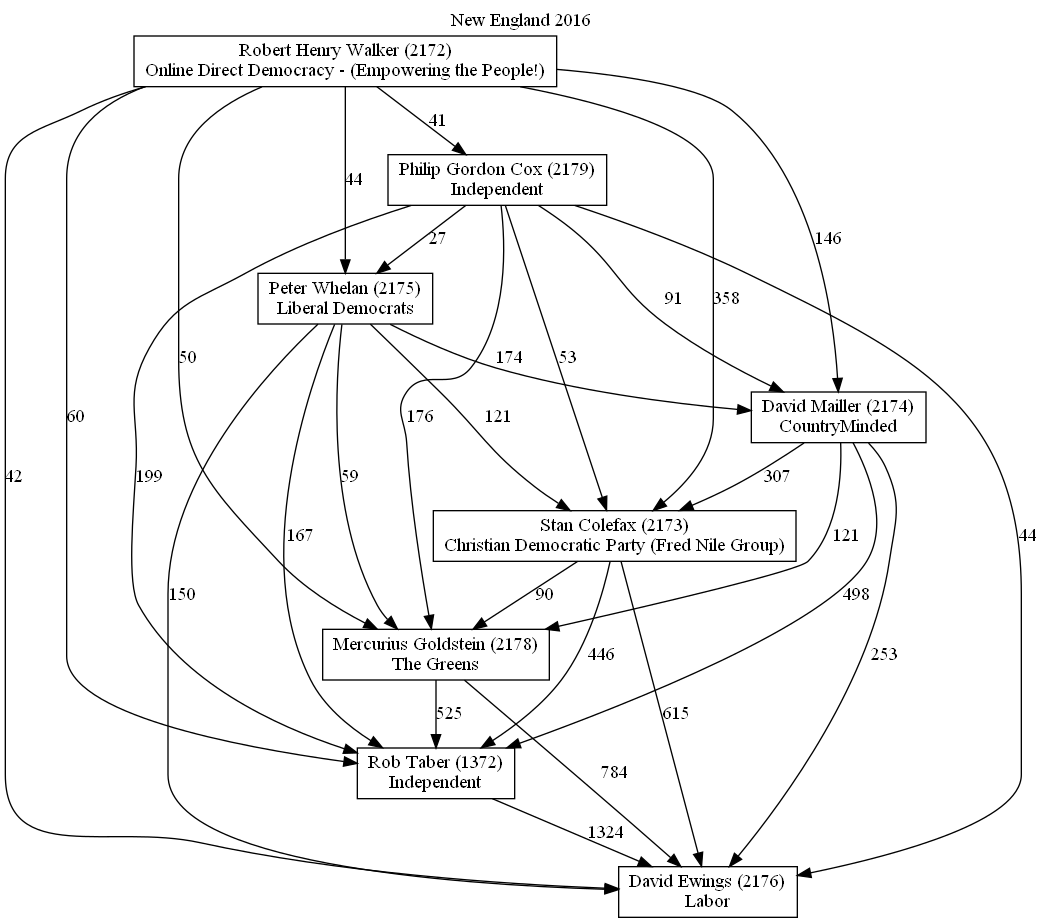 New England 2016
Robert Henry Walker (2172)
Online Direct Democracy - (Empowering the People!)
41
Philip Gordon Cox (2179)
Independent
44
146
27
Peter Whelan (2175)
Liberal Democrats
91
358
50
174
53
60
176
121
David Mailler (2174)
CountryMinded
42
199
59
307
Stan Colefax (2173)
Christian Democratic Party (Fred Nile Group)
167
121
44
150
90
498
Mercurius Goldstein (2178)
The Greens
446
253
525
615
Rob Taber (1372)
Independent
784
1324
David Ewings (2176)
Labor